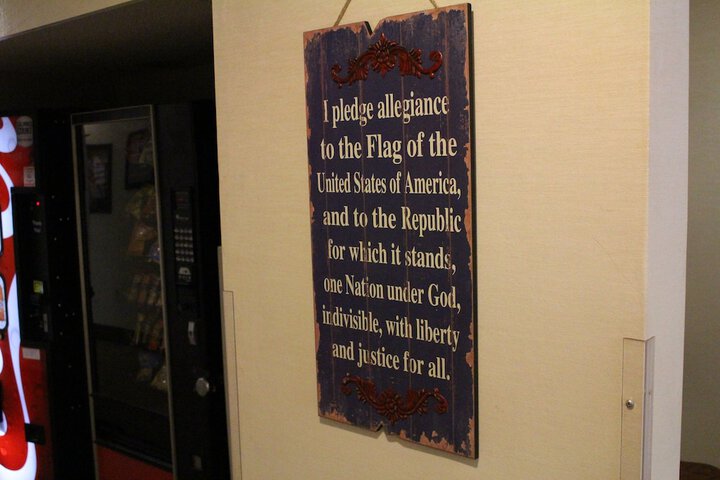 I pledge allegiance
to the Flag of the
United States of America,
and to the Republic
for which it stands,
one Nation under God,
indivisible, with liberty
and justice for all.